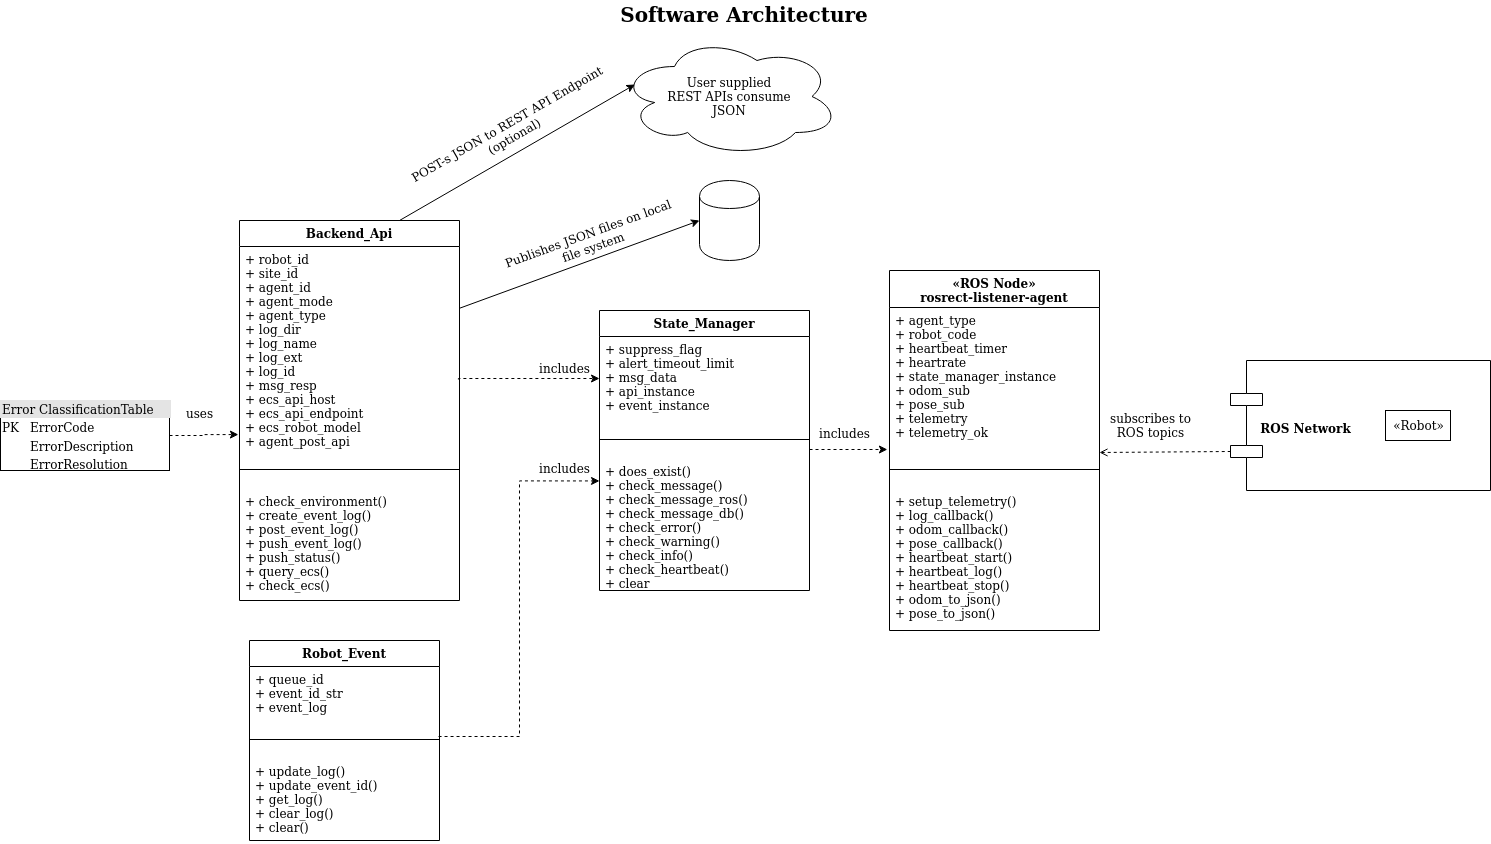 Software Architecture
User supplied
REST APIs consume
JSON
POST-s JSON to REST API Endpoint
(optional)
Publishes JSON files on local
file system
Backend_Api
+ robot_id
+ site_id
+ agent_id
+ agent_mode
+ agent_type
+ log_dir
+ log_name
+ log_ext
+ log_id
+ msg_resp
+ ecs_api_host
+ ecs_api_endpoint
+ ecs_robot_model
+ agent_post_api
+ check_environment()
+ create_event_log()
+ post_event_log()
+ push_event_log()
+ push_status()
+ query_ecs()
+ check_ecs()
Error ClassificationTable
PK ErrorCode
ErrorDescription
ErrorResolution
uses
includes
includes
State_Manager
+ suppress_flag
+ alert_timeout_limit
+ msg_data
+ api_instance
+ event_instance
+ does_exist()
+ check_message()
+ check_message_ros()
+ check_message_db()
+ check_error()
+ check_warning()
+ check_info()
+ check_heartbeat()
+ clear
includes
«ROS Node»
rosrect-listener-agent
+ agent_type
+ robot_code
+ heartbeat_timer
+ heartrate
+ state_manager_instance
+ odom_sub
+ pose_sub
+ telemetry
+ telemetry_ok
+ setup_telemetry()
+ log_callback()
+ odom_callback()
+ pose_callback()
+ heartbeat_start()
+ heartbeat_log()
+ heartbeat_stop()
+ odom_to_json()
+ pose_to_json()
subscribes to
ROS topics
ROS Network
«Robot»
Robot_Event
+ queue_id
+ event_id_str
+ event_log
+ update_log()
+ update_event_id()
+ get_log()
+ clear_log()
+ clear()